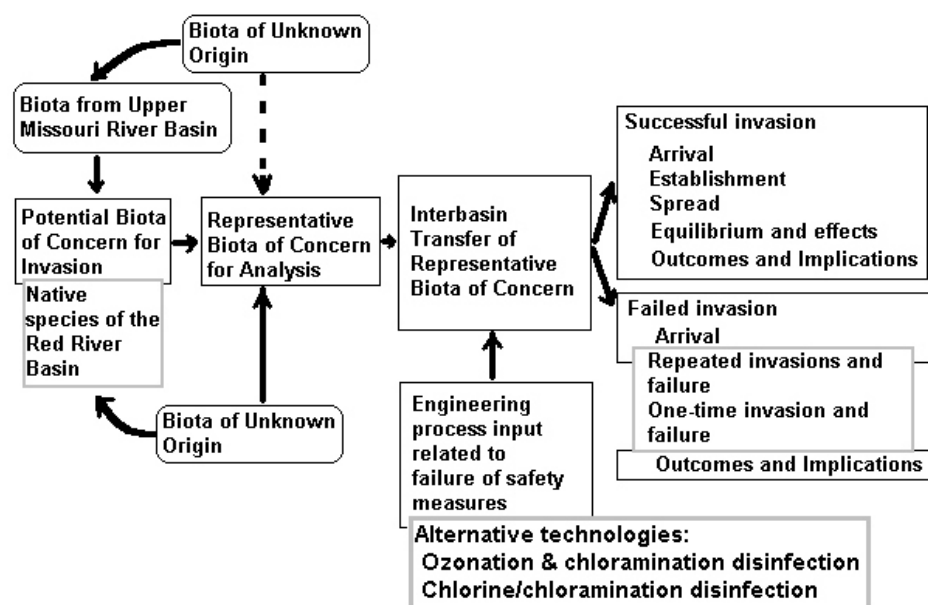 Biota of Unknown
Origin
Biota from Upper
Missouri River Basin
Potential Biota
of Concern for
Invasion
Native
species of the
Red River
Basin
Biota of Unknown
Origin
Representative
Biota of Concern
for Analysis
Interbasin
Transfer of
Representative
Biota of Concern
Engineering
process input
related to
failure of safety
measures
Alternative technologies:
Ozonation & chloramination disinfection
Chlorine/chloramination disinfection
Successful invasion
Arrival
Establishment
Spread
Equilibrium and effects
Outcomes and Implications
Failed invasion
Arrival
Repeated invasions and
failure
One-time invasion and
failure
Outcomes and Implications